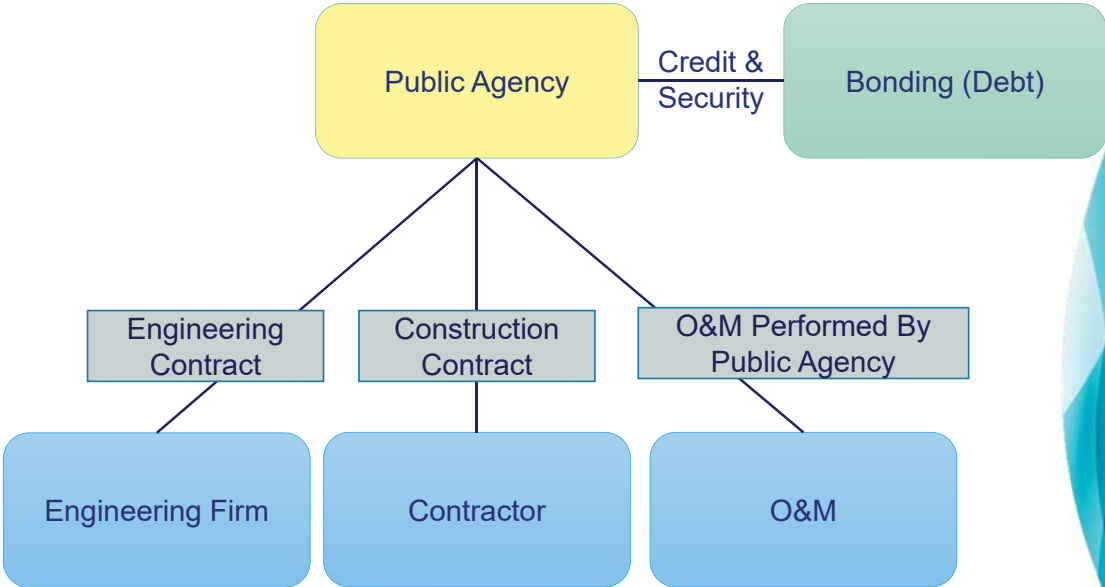 Public Agency
Credit &
Security
Bonding (Debt)
Engineering
Contract
Construction
Contract
O&M Performed By
Public Agency
Engineering Firm
Contractor
O&M